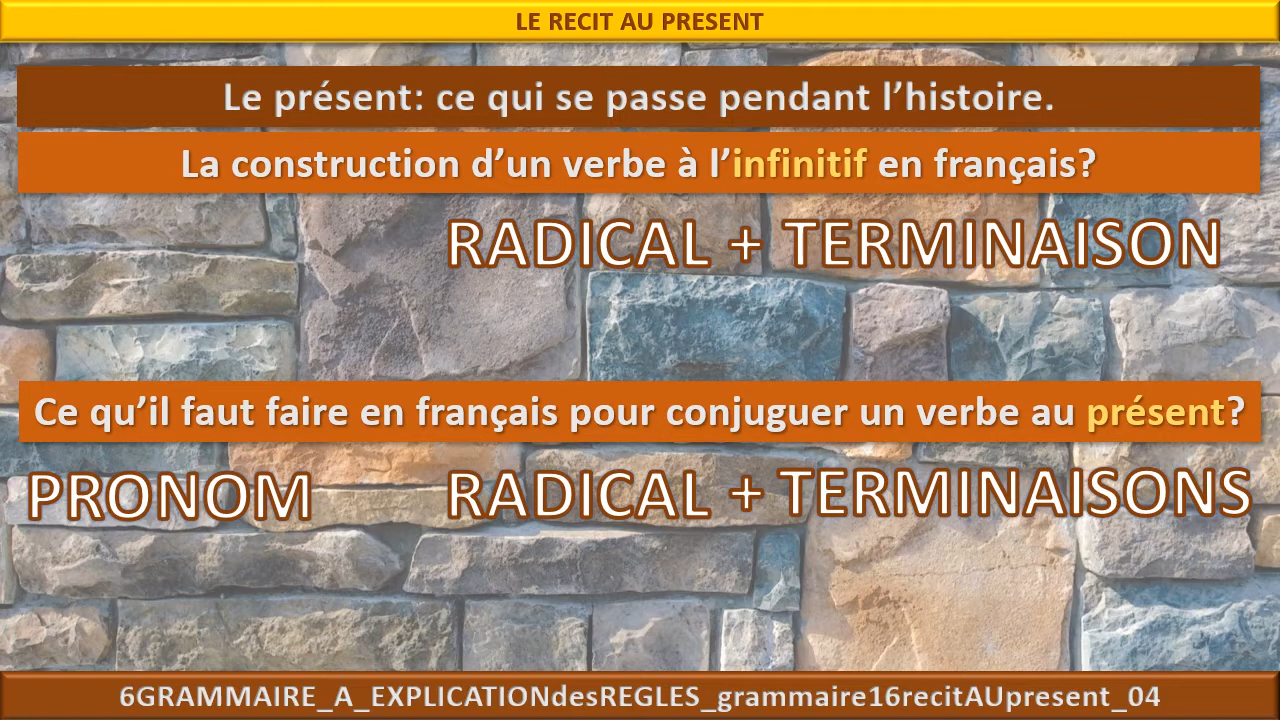 LE RECIT AU PRESENT
Le présent: ce qui se passe pendant l’histoire.
La construction d’un verbe à l’infinitif en français?
RADICAL + TERMINAISON
Ce qu’il faut faire en français pour conjuguer un verbe au présent?
PRONOM RADICAL + TERMINAISONS
6GRAMMAIRE_A_EXPLICATIONdesREGLES_grammaire16recitAUpresent_04